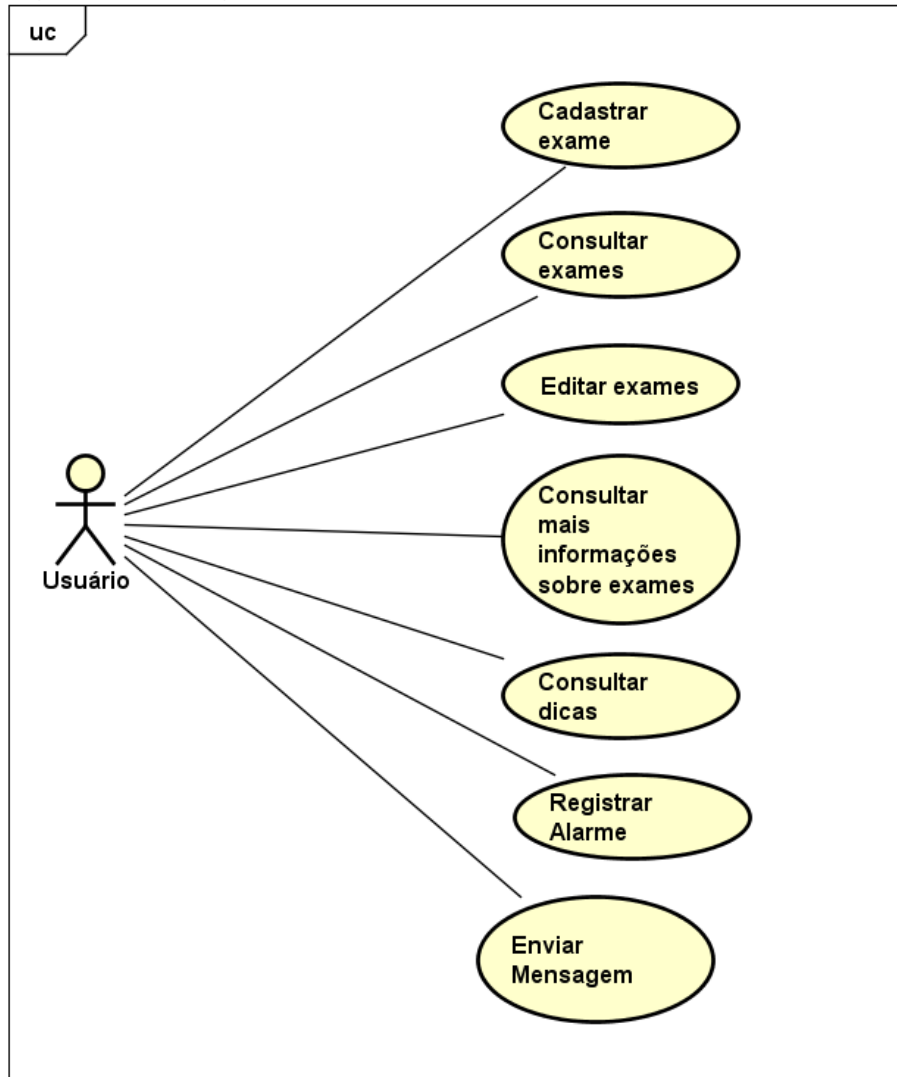 uc
Cadastrar
exame
Consultar
exames
Editar exames
Consultar
mais
informações
sobre exames
Usuário
Consultar
dicas
Registrar
Alarme
Enviar
Mensagem